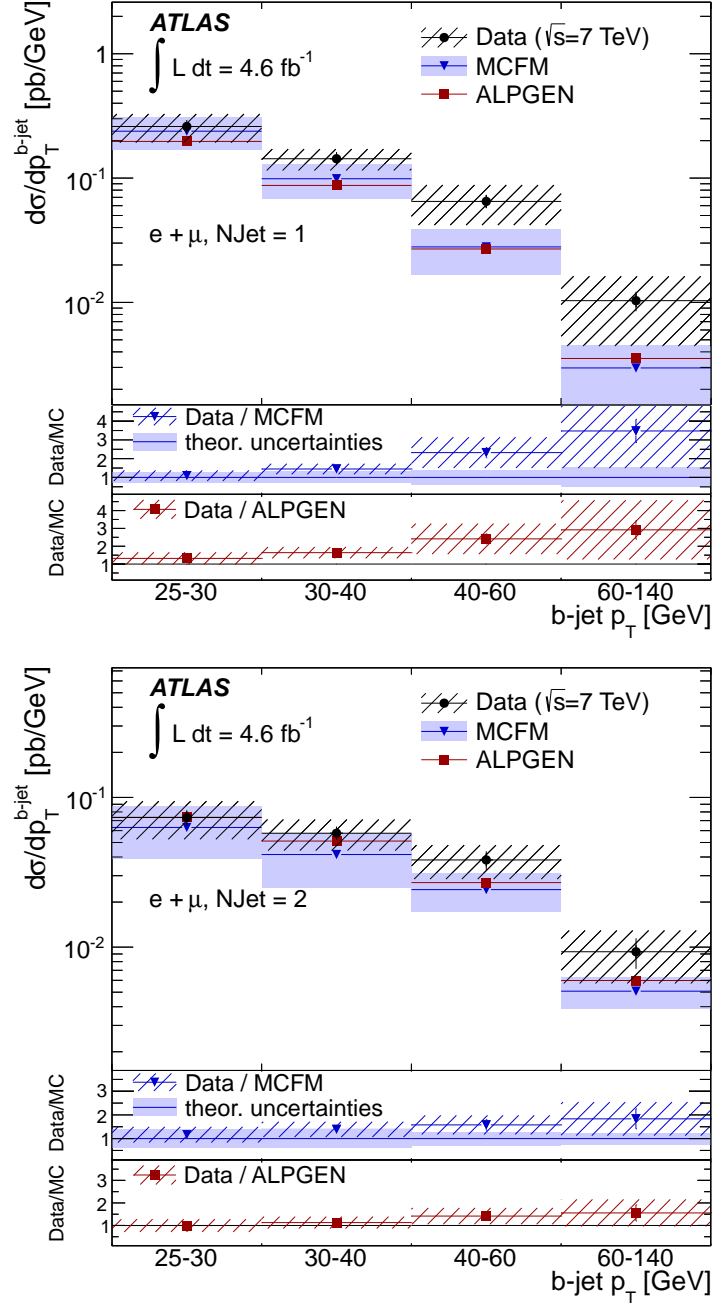 ATLAS
∫ L dt = 4.6 fb⁻¹
Data (√s=7 TeV)
MCFM
ALPGEN
e + μ, NJet = 1
dσ/dp_T^{b-jet} [pb/GeV]
1
10⁻¹
10⁻²
Data / MCFM
theor. uncertainties
Data/MC
4
3
2
1
Data / ALPGEN
Data/MC
4
3
2
1
25-30 30-40 40-60 60-140
b-jet p_T [GeV]
ATLAS
∫ L dt = 4.6 fb⁻¹
Data (√s=7 TeV)
MCFM
ALPGEN
e + μ, NJet = 2
dσ/dp_T^{b-jet} [pb/GeV]
10⁻¹
10⁻²
Data / MCFM
theor. uncertainties
Data/MC
3
2
1
Data / ALPGEN
Data/MC
3
2
1
25-30 30-40 40-60 60-140
b-jet p_T [GeV]